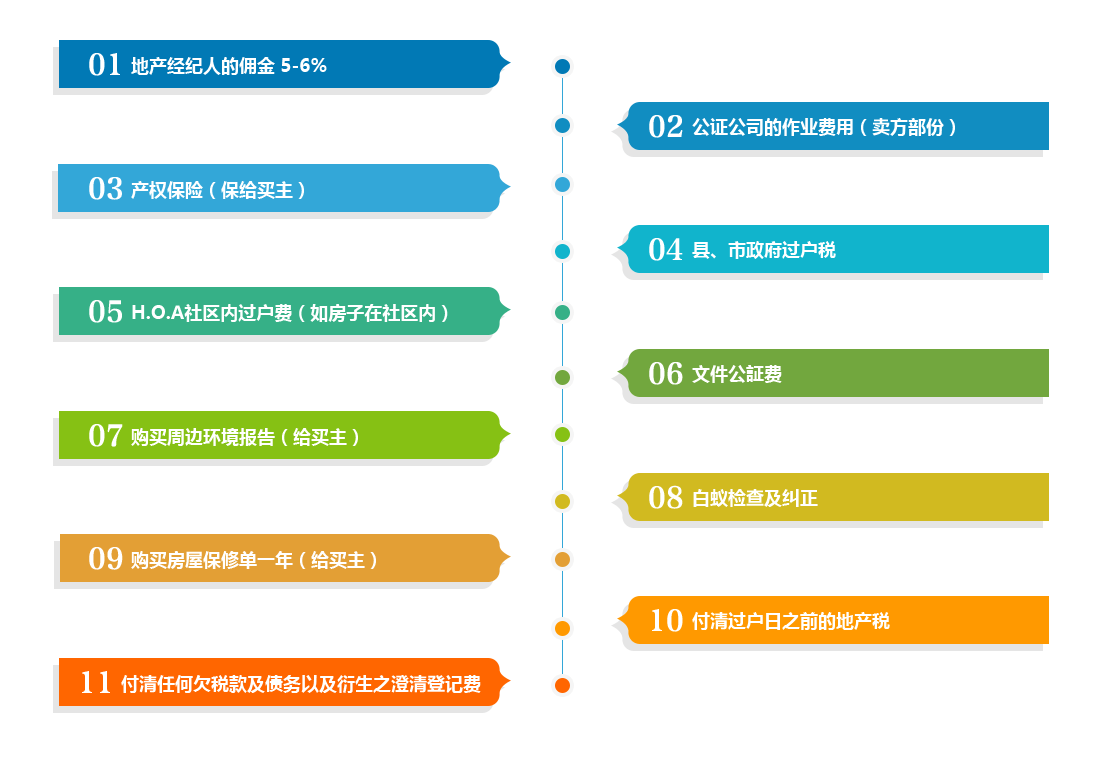 01 地产经纪人的佣金 5-6%
02 公证公司的作业费用（卖方部份）
03 产权保险（保给买主）
04 县、市政府过户税
05 H.O.A社区内过户费（如房子在社区内）
06 文件公証费
07 购买周边环境报告（给买主）
08 白蚁检查及纠正
09 购买房屋保修单一年（给买主）
10 付清过户日之前的地产税
11 付清任何欠税款及债务以及衍生之澄清登记费